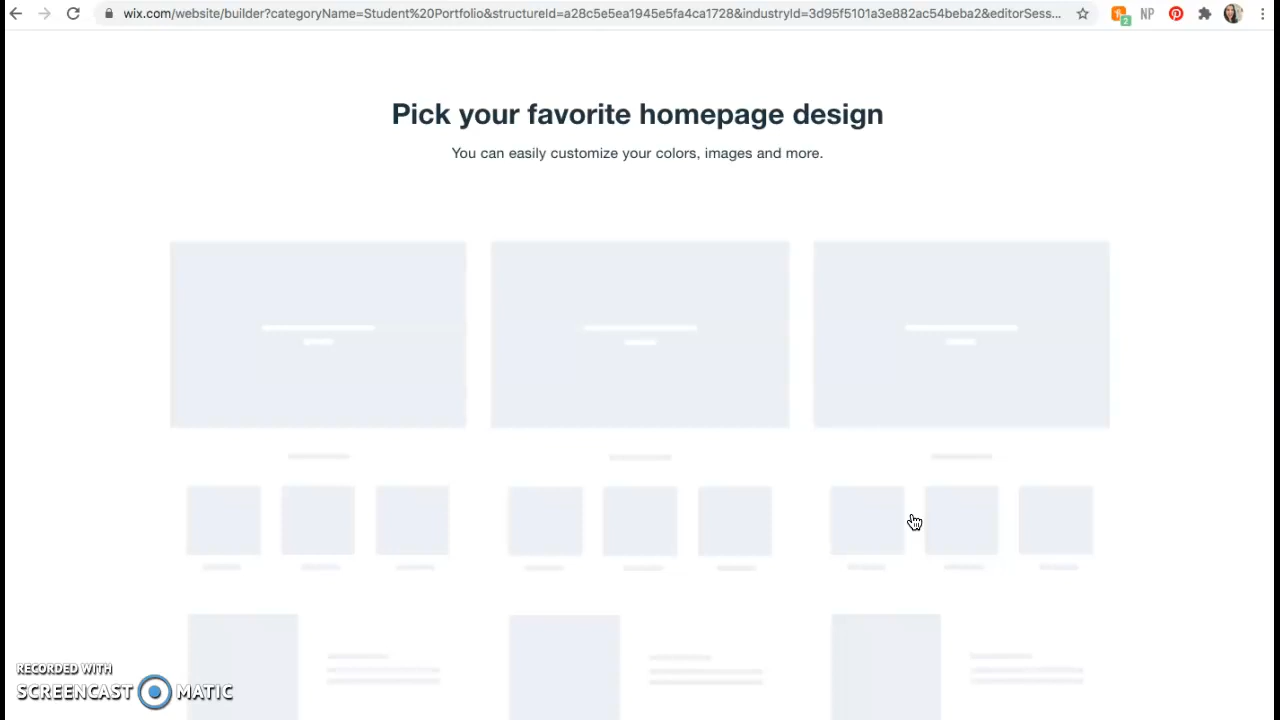 wix.com/website/builder?categoryName=Student%20Portfolio&structureId=a28c5e5ea1945e5fa4ca1728&industryId=3d95f5101a3e882ac54beba2&editorSess...
NP
2
Pick your favorite homepage design
You can easily customize your colors, images and more.
RECORDED WITH
SCREENCAST MATIC